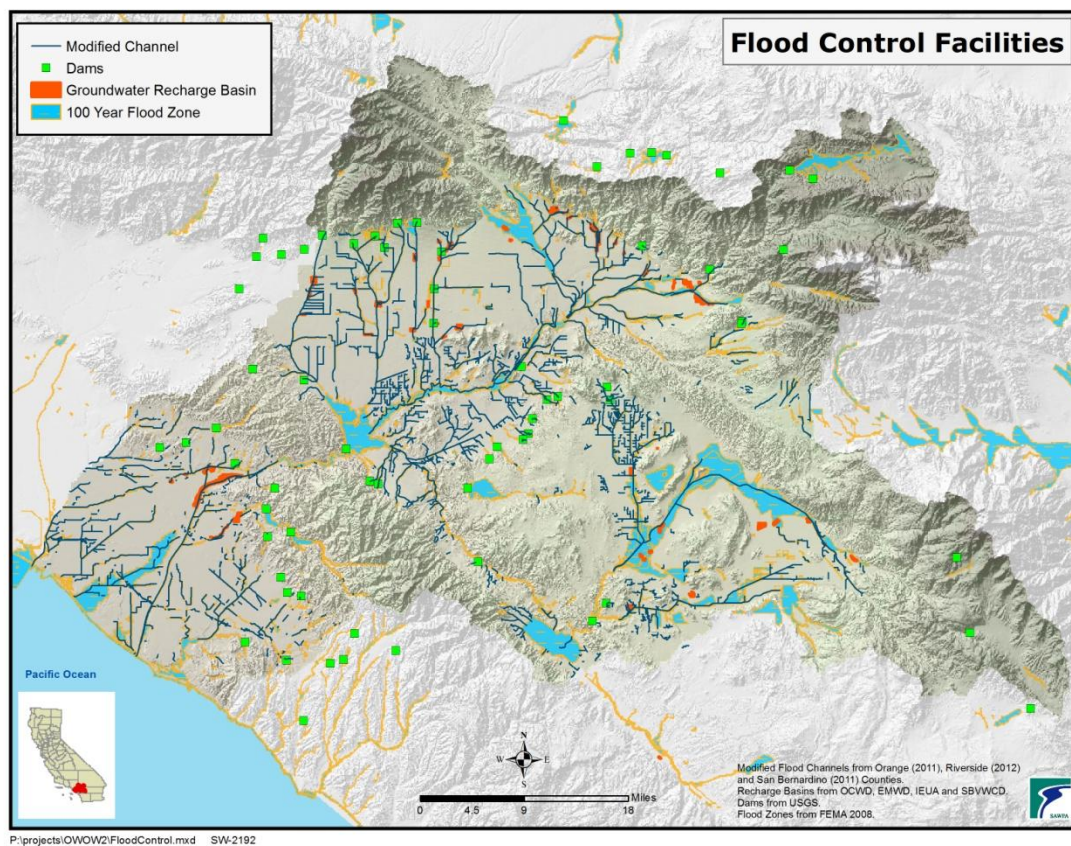 Flood Control Facilities
Modified Channel
Dams
Groundwater Recharge Basin
100 Year Flood Zone
Pacific Ocean
N
W E
S
Miles
0 4.5 9 18
Modified Flood Channels from Orange (2011), Riverside (2012)
and San Bernardino (2011) Counties.
Recharge Basins from OCWD, EMWD, IEUA and SBVWCD.
Dams from USGS.
Flood Zones from FEMA 2008.
SAWPA
P:\projects\OWOW2\FloodControl.mxd SW-2192